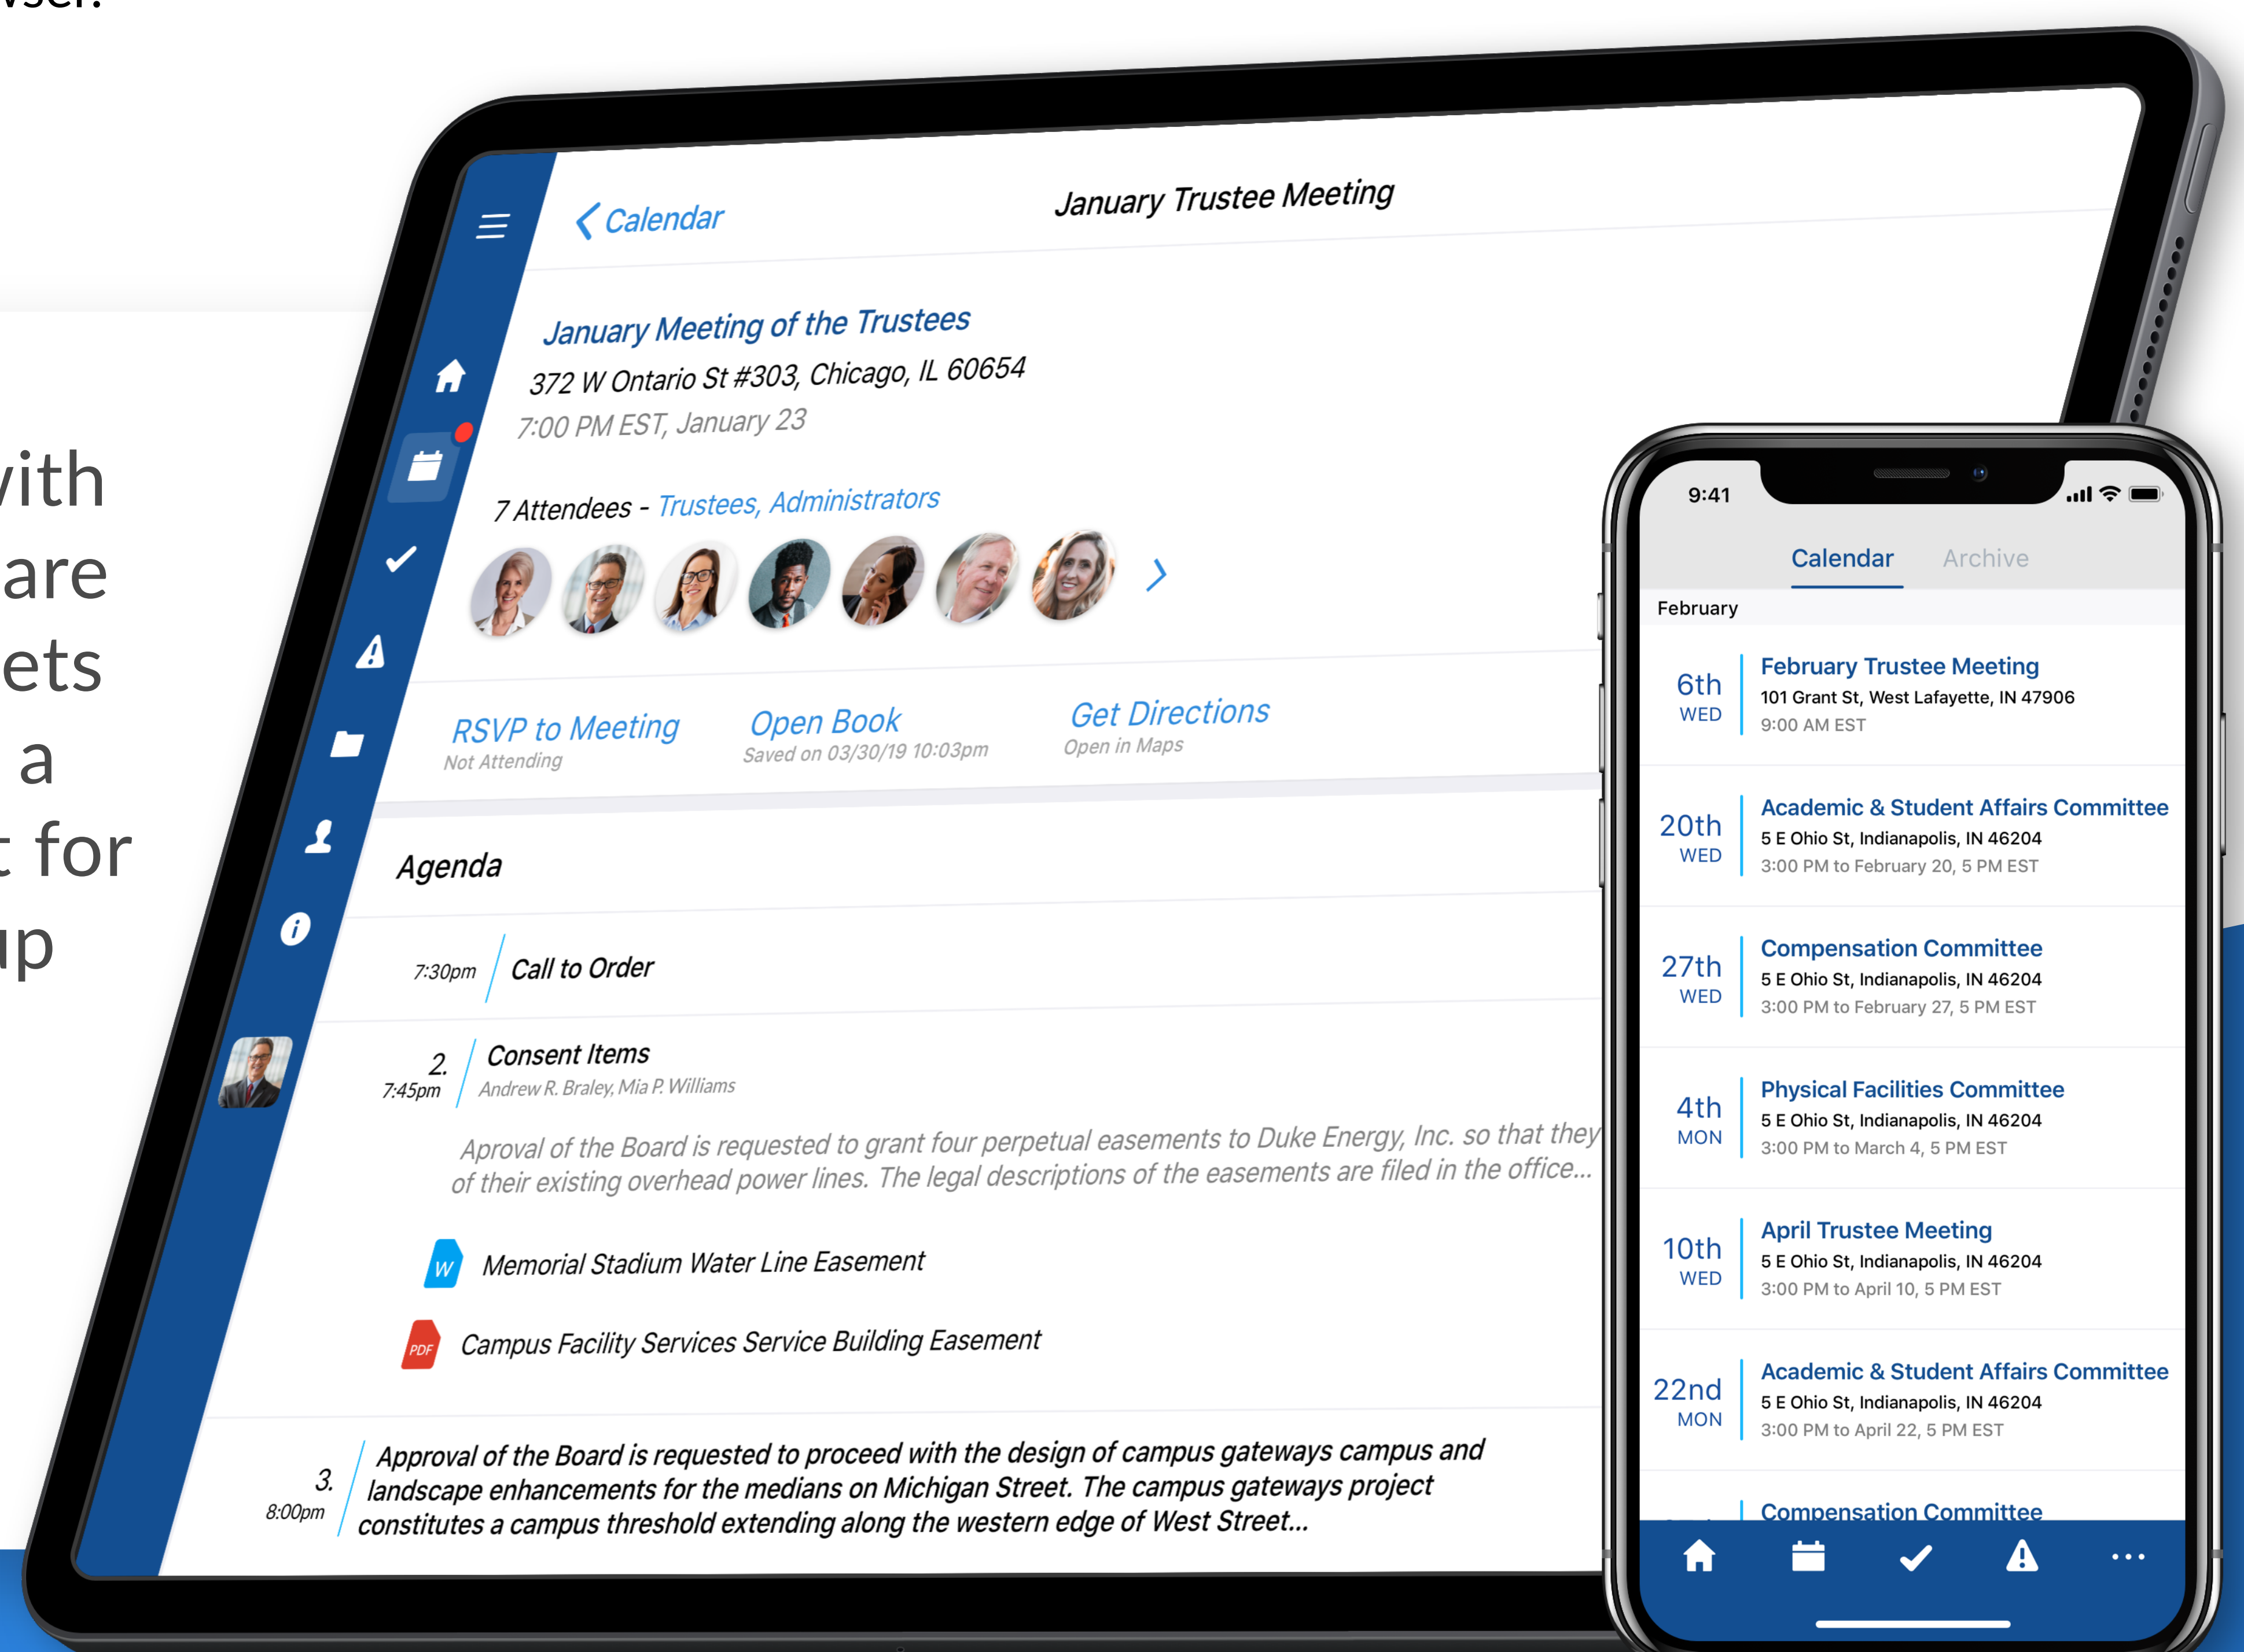 with
are
ets
a
t for
up
Calendar
January Trustee Meeting
January Meeting of the Trustees
372 W Ontario St #303, Chicago, IL 60654
7:00 PM EST, January 23
7 Attendees - Trustees, Administrators
RSVP to Meeting
Not Attending
Open Book
Saved on 03/30/19 10:03pm
Get Directions
Open in Maps
Agenda
7:30pm
Call to Order
2.
7:45pm
Consent Items
Andrew R. Braley, Mia P. Williams
Aproval of the Board is requested to grant four perpetual easements to Duke Energy, Inc. so that they
of their existing overhead power lines. The legal descriptions of the easements are filed in the office...
W
Memorial Stadium Water Line Easement
PDF
Campus Facility Services Service Building Easement
3.
8:00pm
Approval of the Board is requested to proceed with the design of campus gateways campus and
landscape enhancements for the medians on Michigan Street. The campus gateways project
constitutes a campus threshold extending along the western edge of West Street...
9:41
Calendar
Archive
February
6th
WED
February Trustee Meeting
101 Grant St, West Lafayette, IN 47906
9:00 AM EST
20th
WED
Academic & Student Affairs Committee
5 E Ohio St, Indianapolis, IN 46204
3:00 PM to February 20, 5 PM EST
27th
WED
Compensation Committee
5 E Ohio St, Indianapolis, IN 46204
3:00 PM to February 27, 5 PM EST
4th
MON
Physical Facilities Committee
5 E Ohio St, Indianapolis, IN 46204
3:00 PM to March 4, 5 PM EST
10th
WED
April Trustee Meeting
5 E Ohio St, Indianapolis, IN 46204
3:00 PM to April 10, 5 PM EST
22nd
MON
Academic & Student Affairs Committee
5 E Ohio St, Indianapolis, IN 46204
3:00 PM to April 22, 5 PM EST
Compensation Committee